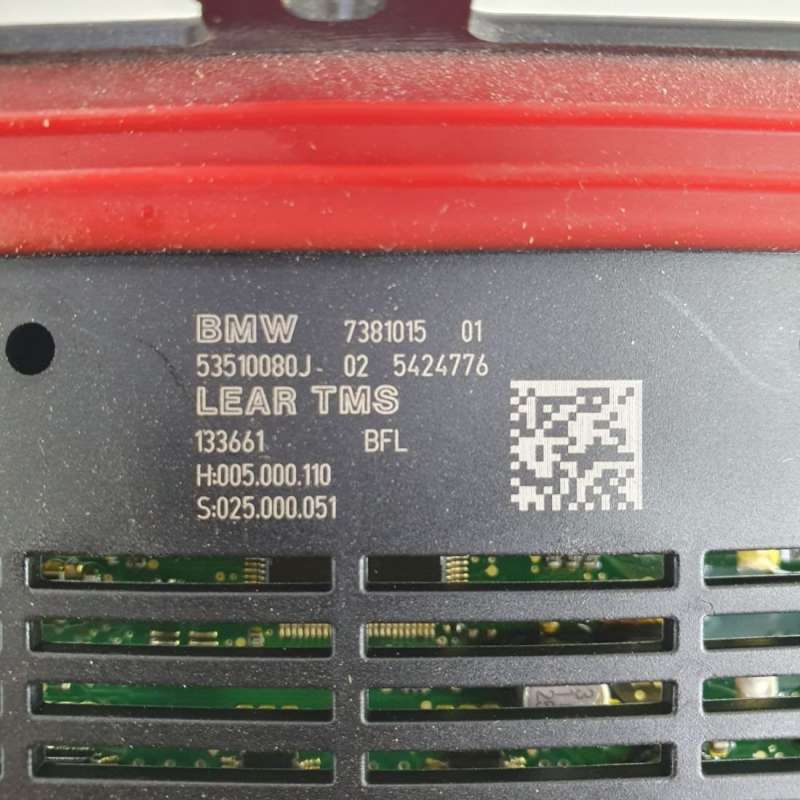 BMW 7381015 01
53510080J- 02 5424776
LEAR TMS
133661 BFL
H:005.000.110
S:025.000.051